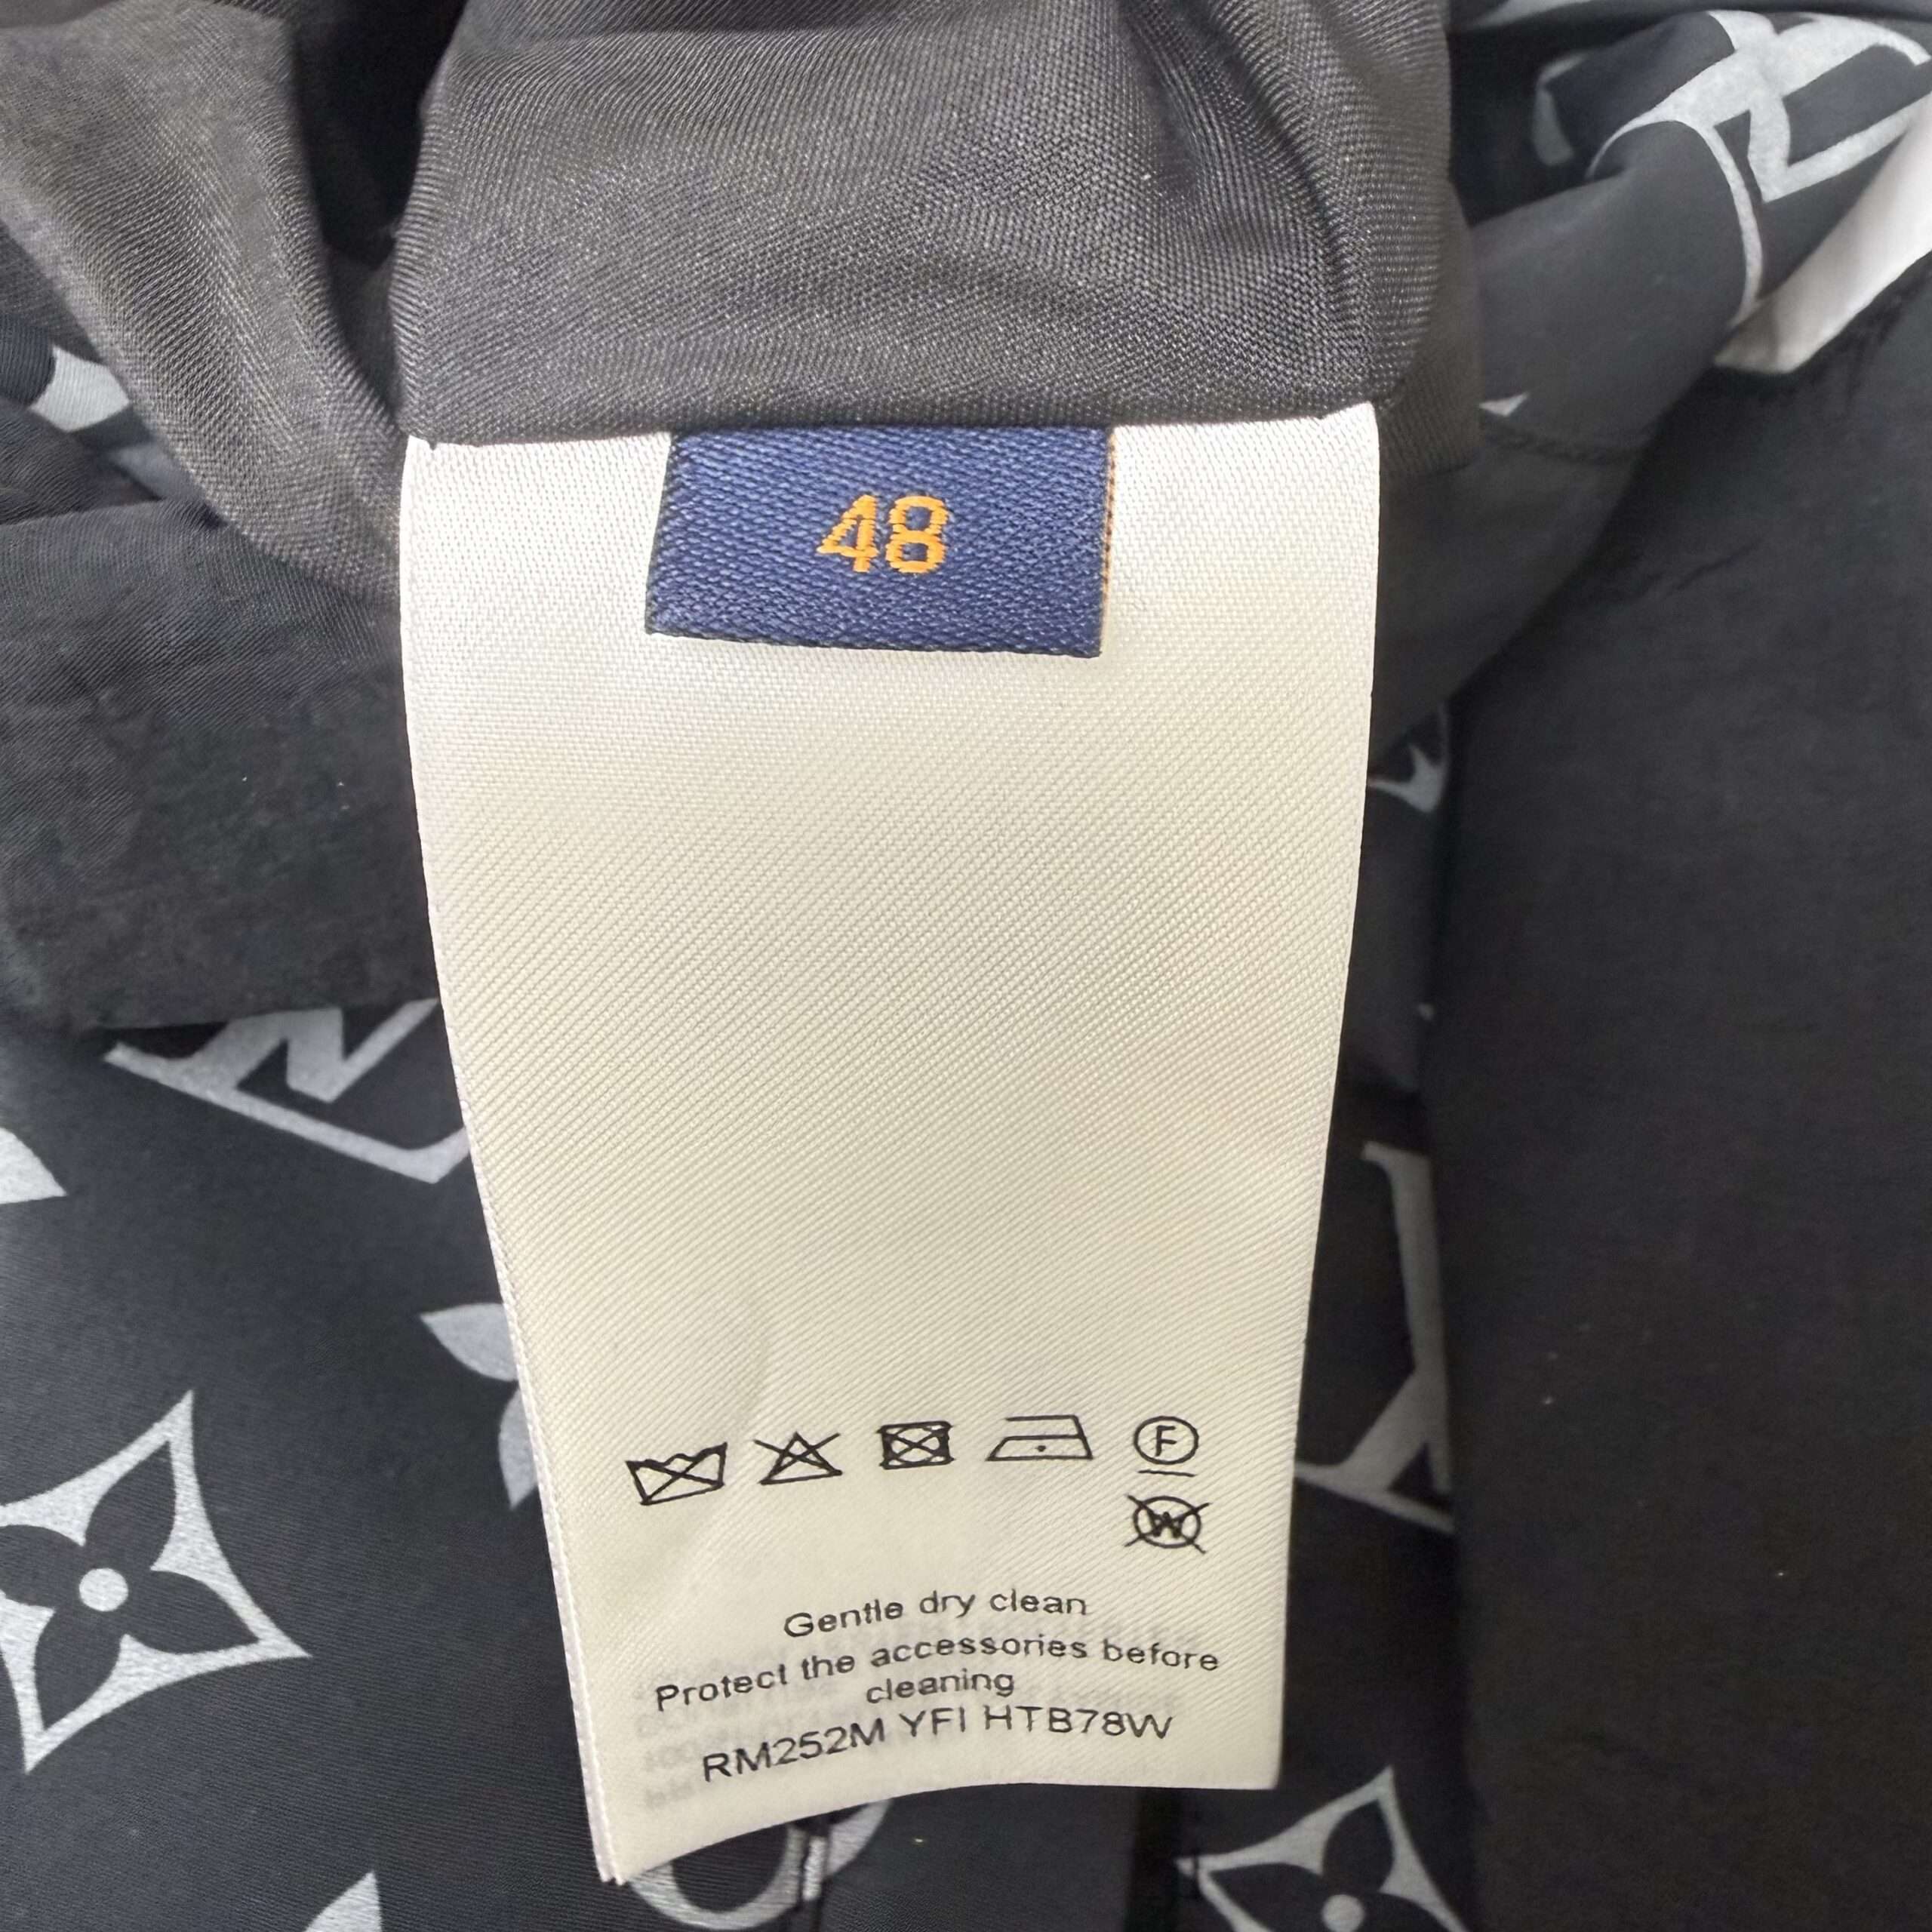 48
F
W
Gentle dry clean
Protect the accessories before
cleaning
RM252M YFI HTB78W